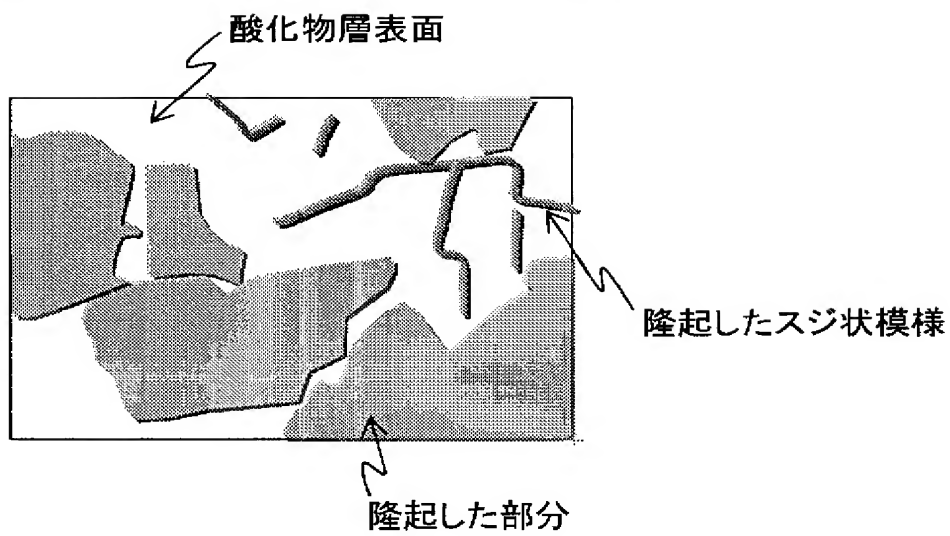 酸化物層表面
隆起したスジ状模様
隆起した部分